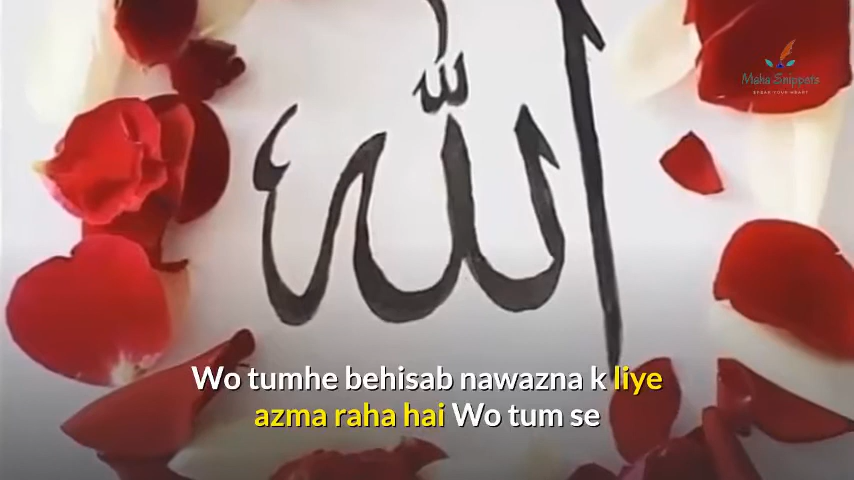 الله
Maha Snippets
Wo tumhe behisab nawazna k liye
azma raha hai Wo tum se